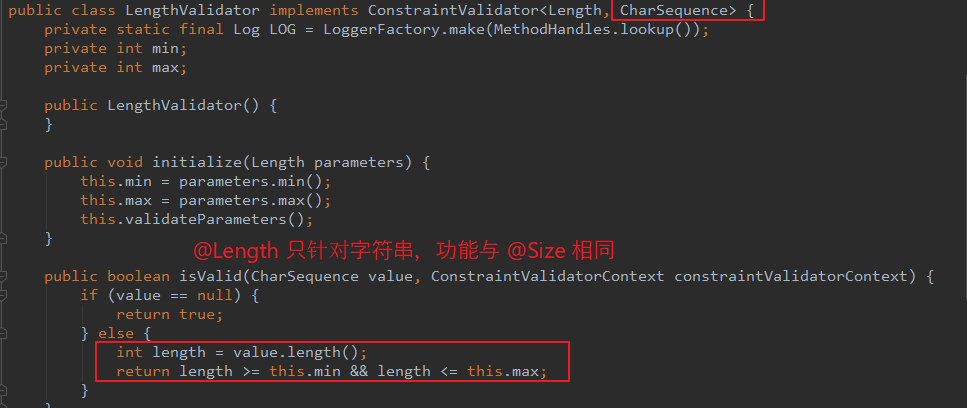 public class LengthValidator implements ConstraintValidator<Length, CharSequence> {
    private static final Log LOG = LoggerFactory.make(MethodHandles.lookup());
    private int min;
    private int max;
    public LengthValidator() {
    }
    public void initialize(Length parameters) {
        this.min = parameters.min();
        this.max = parameters.max();
        this.validateParameters();
    }
@Length 只针对字符串，功能与 @Size 相同
    public boolean isValid(CharSequence value, ConstraintValidatorContext constraintValidatorContext) {
        if (value == null) {
            return true;
        } else {
            int length = value.length();
            return length >= this.min && length <= this.max;
        }
    }